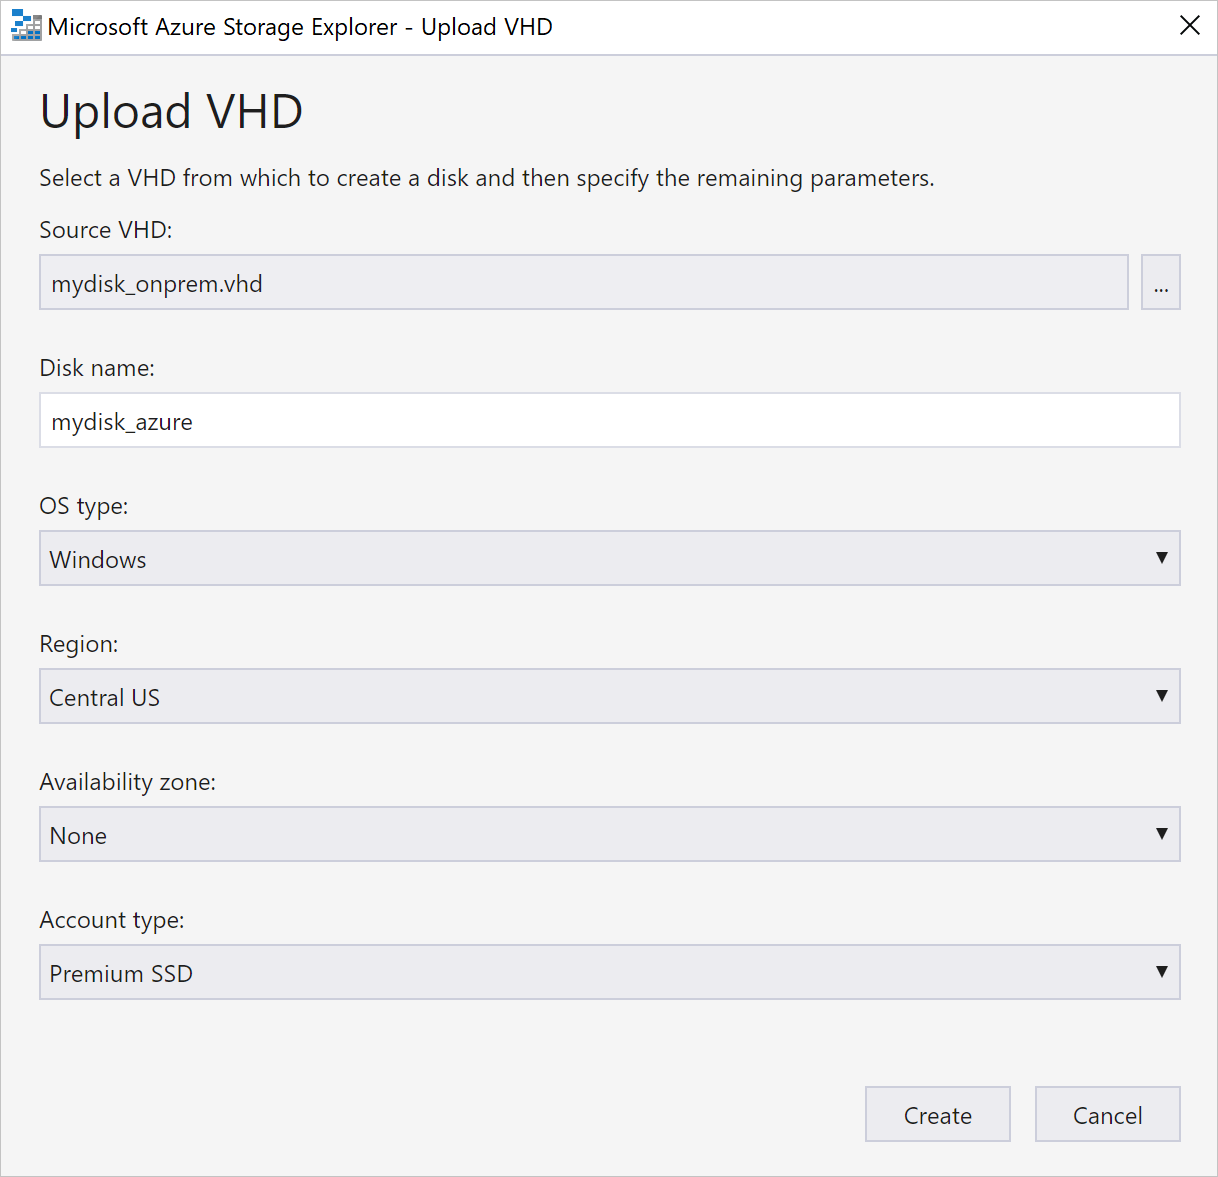 Microsoft Azure Storage Explorer - Upload VHD
Upload VHD
Select a VHD from which to create a disk and then specify the remaining parameters.
Source VHD:
mydisk_onprem.vhd
...
Disk name:
mydisk_azure
OS type:
Windows
Region:
Central US
Availability zone:
None
Account type:
Premium SSD
Create Cancel